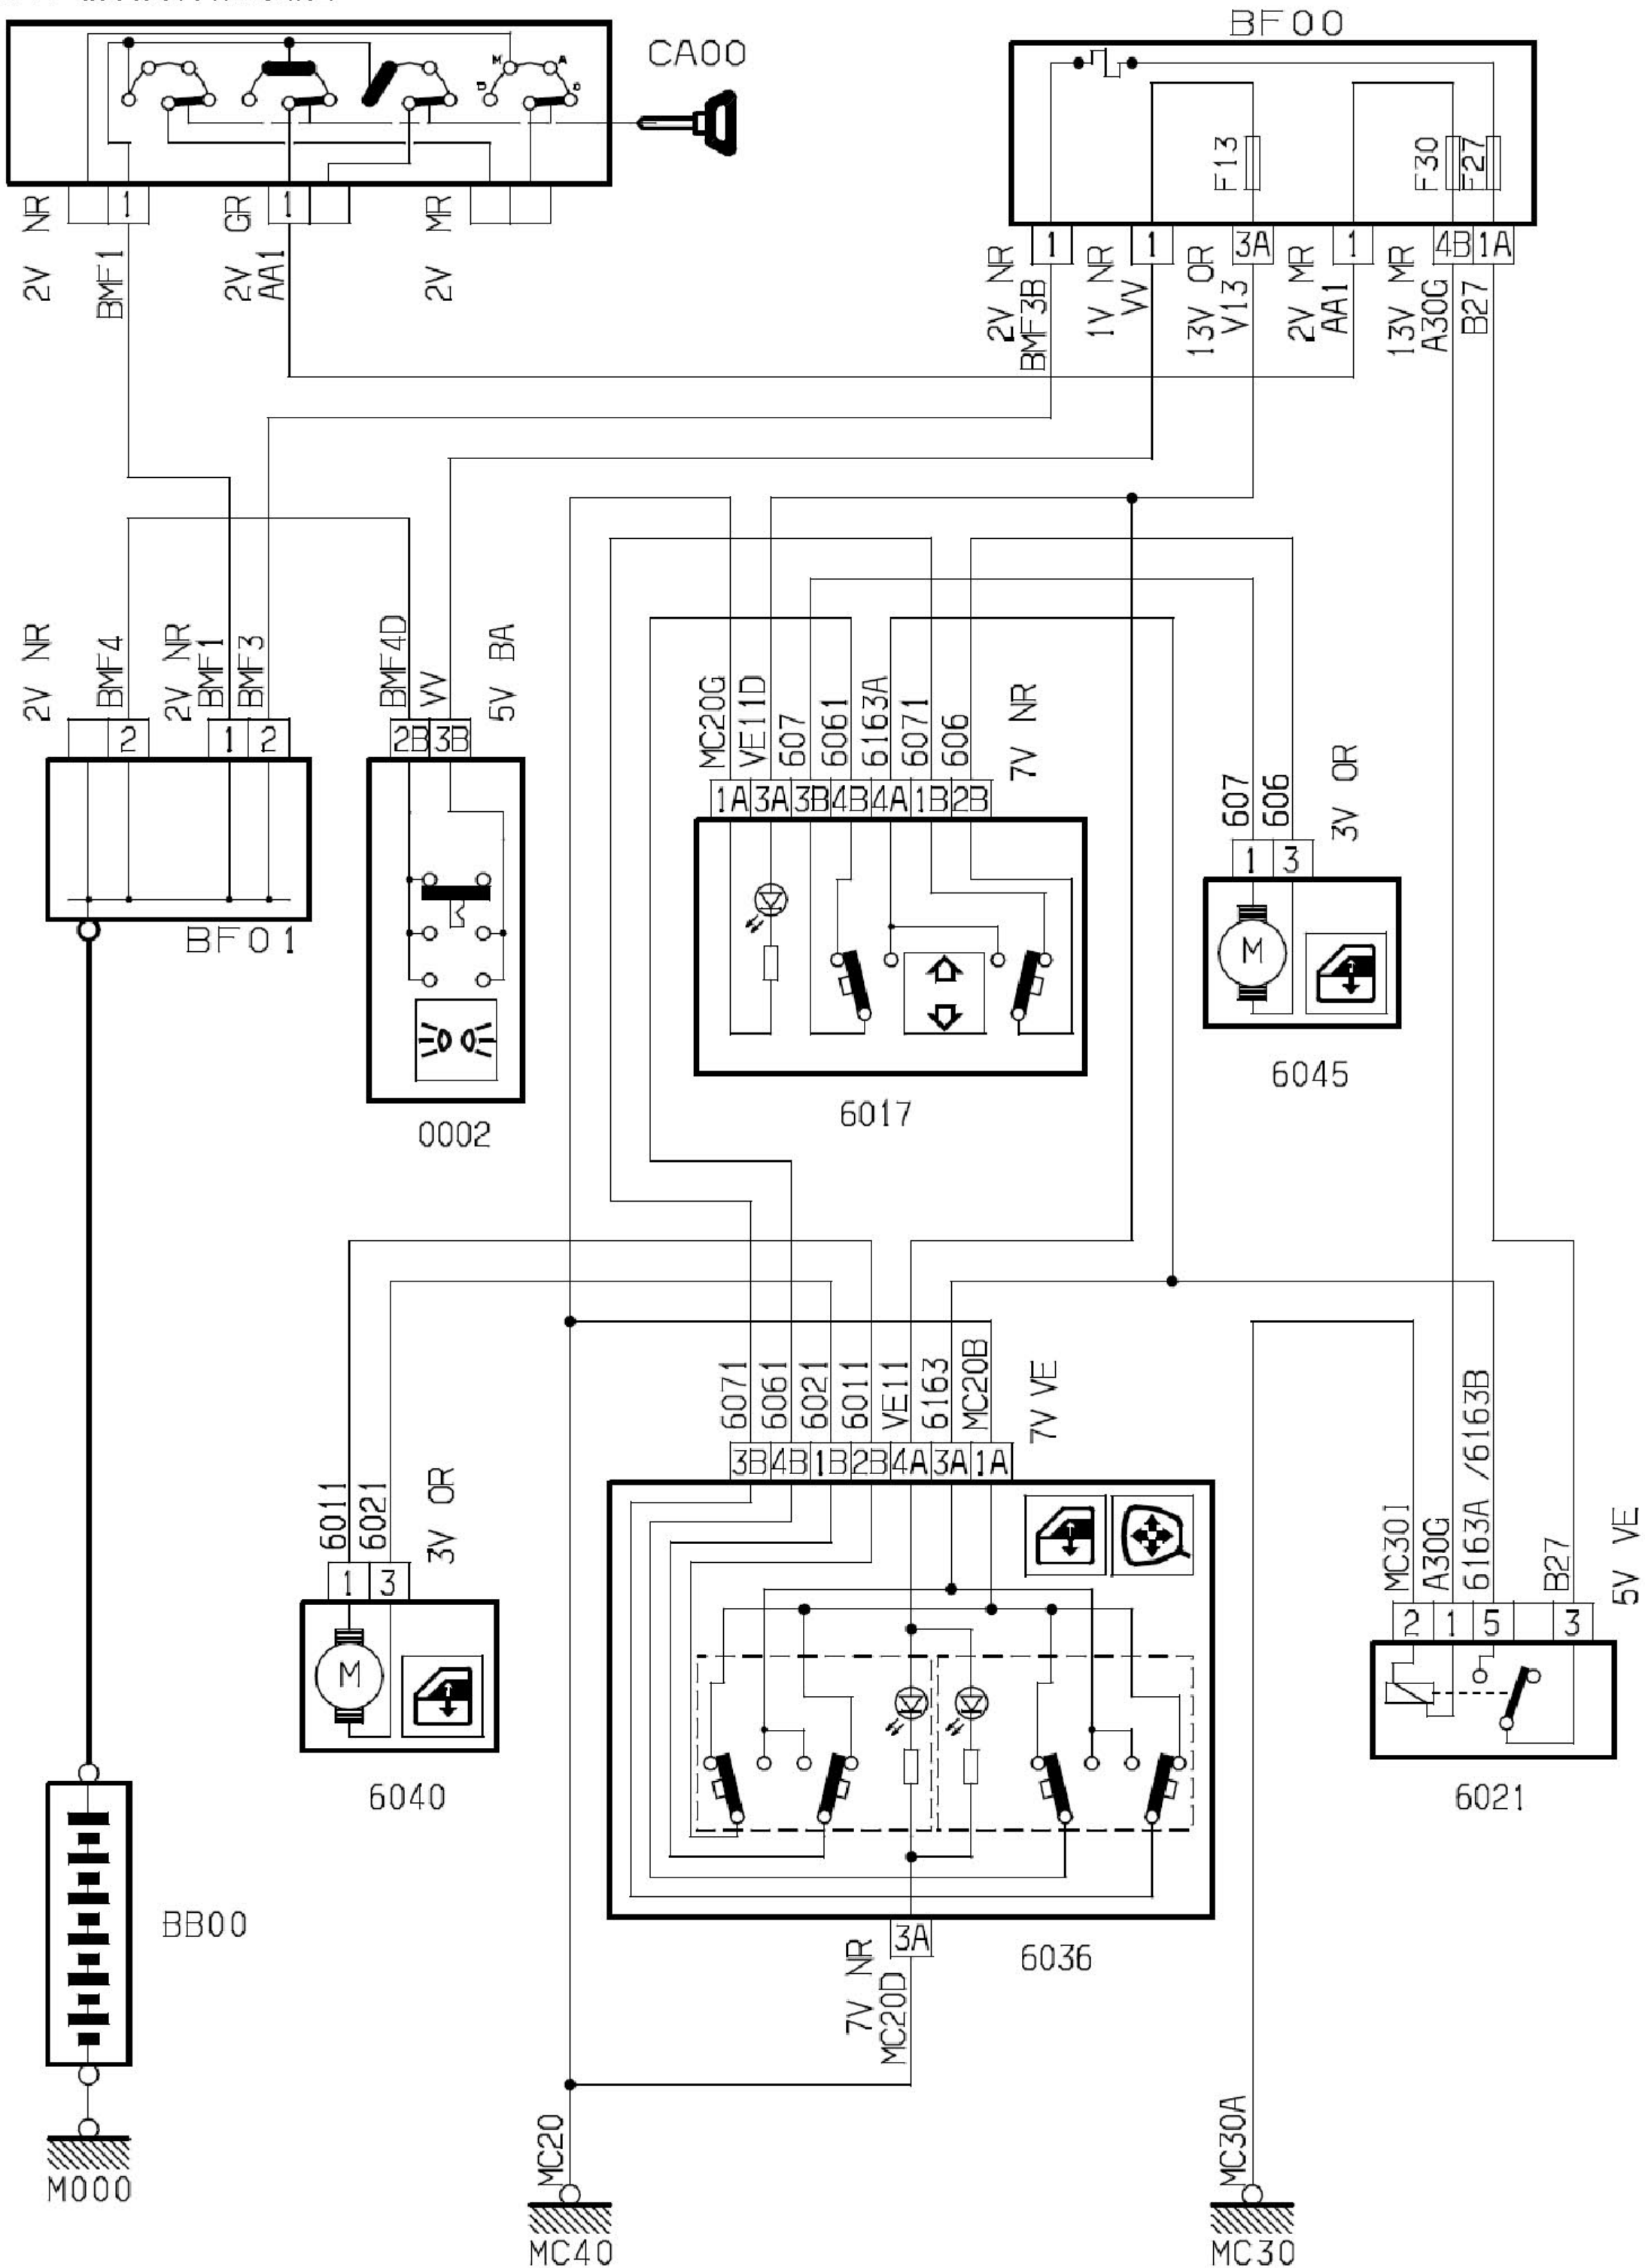 BF00
CA00
M
A
D
F13
F30
F27
1
1
1
1
3A
1
4B
1A
2V NR
BMF1
2V GR
AA1
2V MR
2V NR
BMF3B
1V NR
VV
13V OR
V13
2V MR
AA1
13V MR
A30G
B27
2V NR
BMF4
2V NR
BMF1
BMF3
BMF4D
VV
5V BA
MC20G
VE11D
607
6061
6163A
6071
606
7V NR
607
606
3V OR
2
1
2
2B
3B
1A
3A
3B
4B
4A
1B
2B
1
3
M
BF01
0002
6017
6045
6071
6061
6021
6011
VE11
6163
MC20B
7V VE
6011
6021
3V OR
MC30I
A30G
6163A /6163B
B27
5V VE
3B
4B
1B
2B
4A
3A
1A
1
3
2
1
5
3
M
6040
6021
BB00
3A
6036
7V NR
MC20D
MC20
MC30A
M000
MC40
MC30